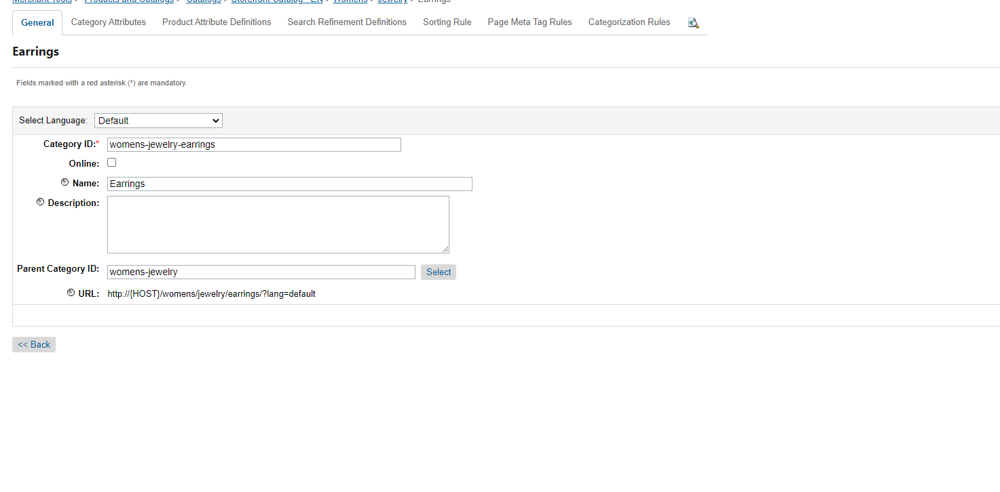 Merchant Tools > Products and Catalogs > Catalogs > Storefront Catalog - EN > Womens > Jewelry > Earrings
General Category Attributes Product Attribute Definitions Search Refinement Definitions Sorting Rule Page Meta Tag Rules Categorization Rules
Earrings
Fields marked with a red asterisk (*) are mandatory.
Select Language: Default
Category ID:* womens-jewelry-earrings
Online:
Name: Earrings
Description:
Parent Category ID: womens-jewelry Select
URL: http://{HOST}/womens/jewelry/earrings/?lang=default
<< Back